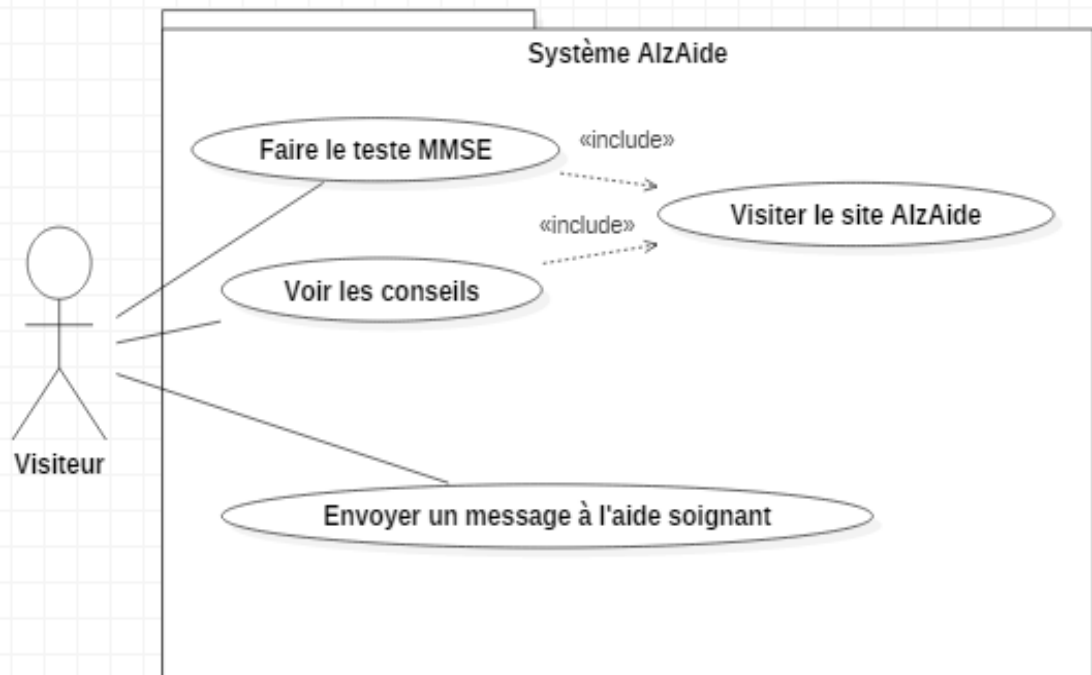 Système AlzAide
Faire le teste MMSE
«include»
Visiter le site AlzAide
«include»
Voir les conseils
Visiteur
Envoyer un message à l'aide soignant